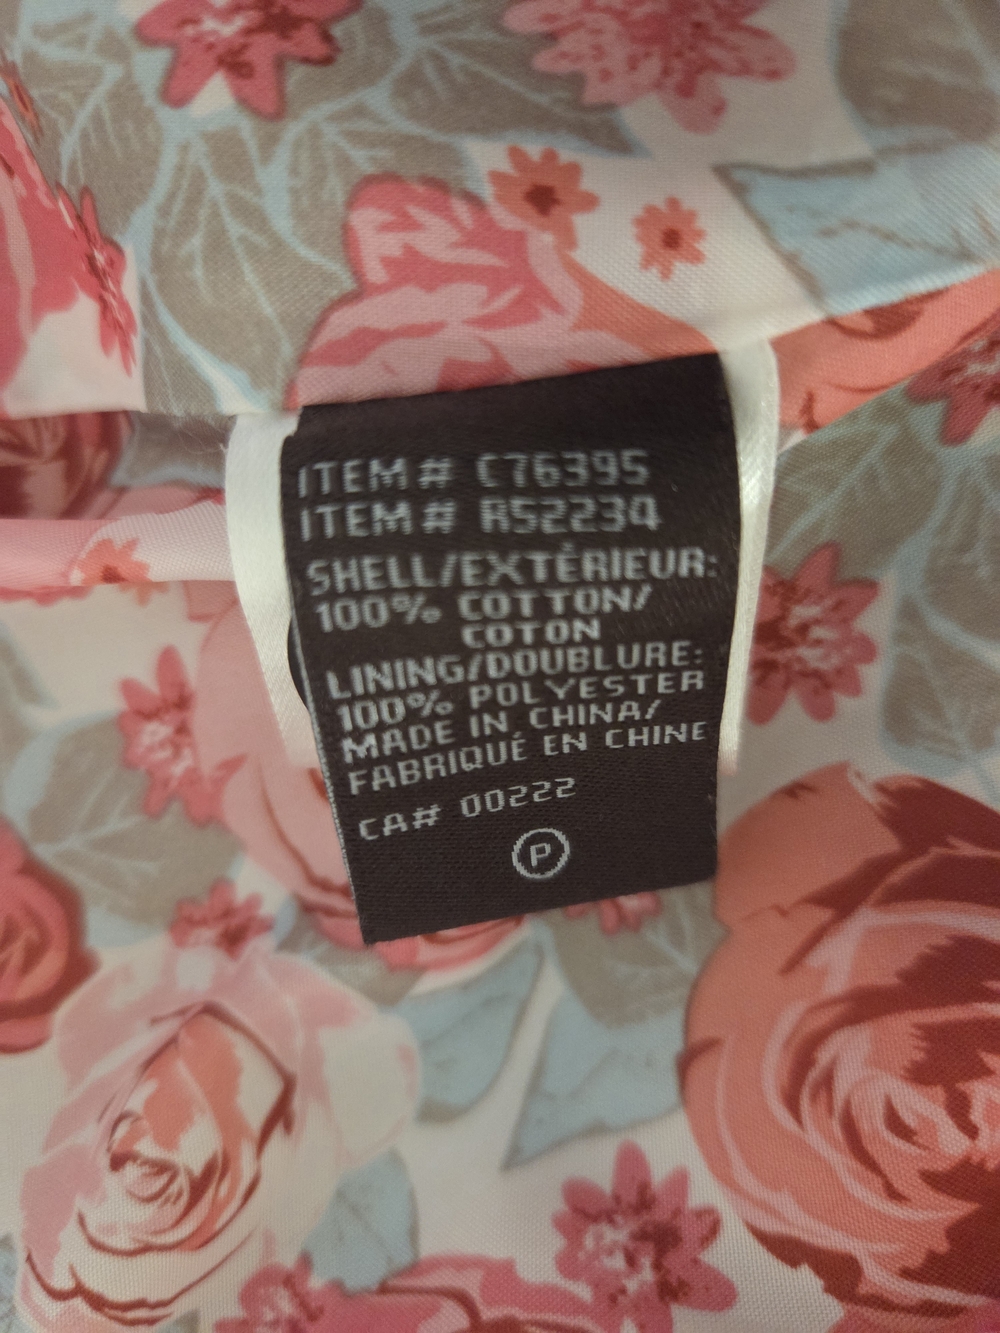 ITEM# C76395
ITEM# R52234
SHELL/EXTÉRIEUR:
100% COTTON/
COTON
LINING/DOUBLURE:
100% POLYESTER
MADE IN CHINA/
FABRIQUÉ EN CHINE
CA# 00222
P